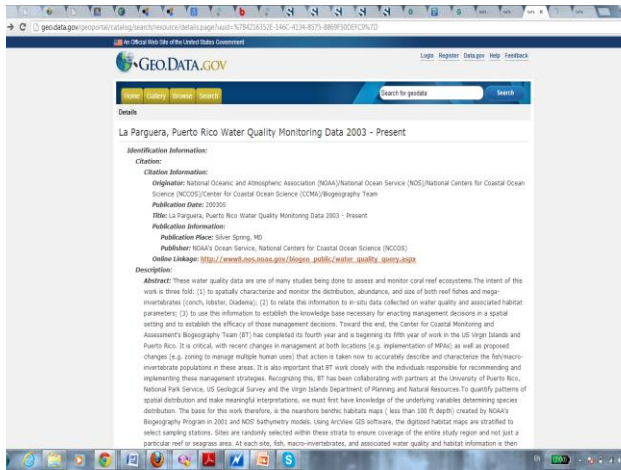 geo.data.gov/geoportal/catalog/search/resource/details.page?uuid=%7B4216352E-346C-4134-8575-8869F50DEFC9%7D
An Official Web Site of the United States Government
GEO.DATA.GOV
Login Register Data.gov Help Feedback
Home Gallery Browse Search
Search for geodata
Search
Details
La Parguera, Puerto Rico Water Quality Monitoring Data 2003 - Present
Identification Information:
Citation:
Citation Information:
Originator: National Oceanic and Atmospheric Association (NOAA)/National Ocean Service (NOS)/National Centers for Coastal Ocean
Science (NCCOS)/Center for Coastal Science (CCMA)/Biogeography Team
Publication Date: 200305
Title: La Parguera, Puerto Rico Water Quality Monitoring Data 2003 - Present
Publication Information:
Publication Place: Silver Spring, MD
Publisher: NOAA's Ocean Service, National Centers for Coastal Ocean Science (NCCOS)
Online Linkage: http://www8.nos.noaa.gov/biogeo_public/water_quality_query.aspx
Description:
Abstract: These water quality data are one of many studies being done to assess and monitor coral reef ecosystems.The intent of this
work is three fold: (1) to spatially characterize and monitor the distribution, abundance, and size of both reef fishes and mega-
invertebrates (conch, lobster, Diadema); (2) to relate this information to in-situ data collected on water quality and associated habitat
parameters; (3) to use this information to establish the knowledge base necessary for enacting management decisions in a spatial
setting and to establish the efficacy of those management decisions. Toward this end, the Center for Coastal Monitoring and
Assessment's Biogeography Team (BT) has completed its fourth year and is beginning its fifth year of work in the US Virgin Islands and
Puerto Rico. It is critical, with recent changes in management at both locations (e.g. implementation of MPAs) as well as proposed
changes (e.g. zoning to manage multiple human uses) that action is taken now to accurately describe and characterize the fish/macro-
invertebrate populations in these areas. It is also important that BT work closely with the individuals responsible for recommending and
implementing these management strategies. Recognizing this, BT has been collaborating with partners at the University of Puerto Rico,
National Park Service, US Geological Survey and the Virgin Islands Department of Planning and Natural Resources.To quantify patterns of
spatial distribution and make meaningful interpretations, we must first have knowledge of the underlying variables determining species
distribution. The basis for this work therefore, is the nearshore benthic habitats maps ( less than 100 ft depth) created by NOAA's
Biogeography Program in 2001 and NOS' bathymetry models. Using ArcView GIS software, the digitized habitat maps are stratified to
select sampling stations. Sites are randomly selected within these strata to ensure coverage of the entire study region and not just a
particular reef or seagrass area. At each site, fish, macro-invertebrates, and associated water quality and habitat information is then